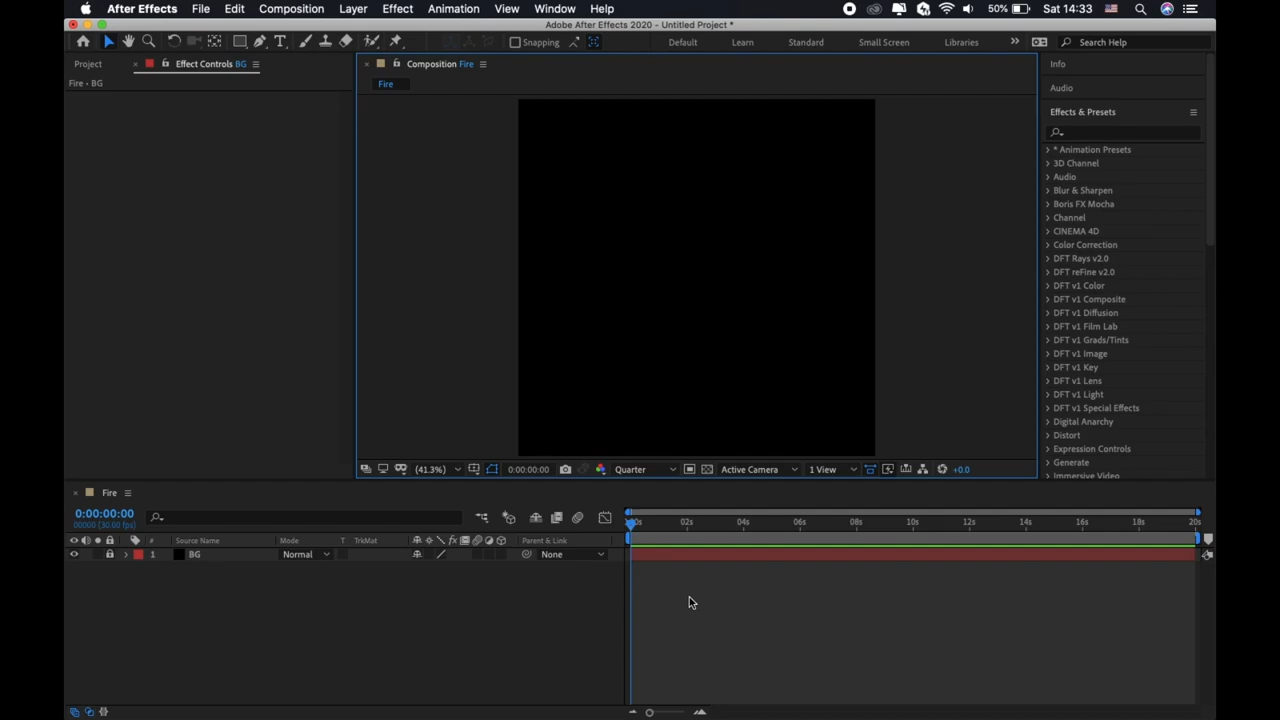 After Effects File Edit Composition Layer Effect Animation View Window Help 50% Sat 14:33
Adobe After Effects 2020 - Untitled Project *
Snapping Default Learn Standard Small Screen Libraries Search Help
Project Effect Controls BG Composition Fire Info
Fire • BG Fire
Audio
Effects & Presets
* Animation Presets
3D Channel
Audio
Blur & Sharpen
Boris FX Mocha
Channel
CINEMA 4D
Color Correction
DFT Rays v2.0
DFT reFine v2.0
DFT v1 Color
DFT v1 Composite
DFT v1 Diffusion
DFT v1 Film Lab
DFT v1 Grads/Tints
DFT v1 Image
DFT v1 Key
DFT v1 Lens
DFT v1 Light
DFT v1 Special Effects
Digital Anarchy
Distort
Expression Controls
Generate
Immersive Video
(41.3%) 0:00:00:00 Quarter Active Camera 1 View +0.0
Fire
0:00:00:00
00000 (30.00 fps)
02s 04s 06s 08s 10s 12s 14s 16s 18s 20s
# Source Name Mode T TrkMat fx Parent & Link
1 BG Normal None